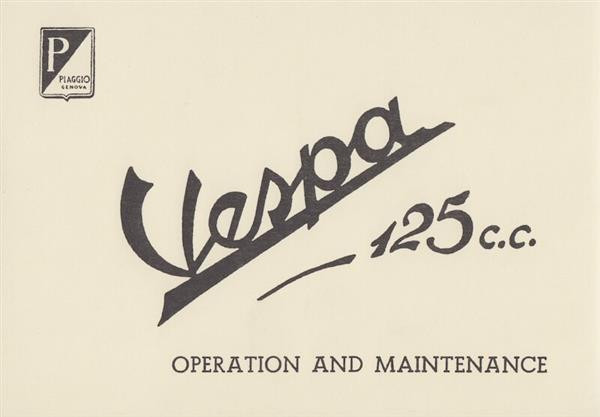 P
PIAGGIO
GENOVA
Vespa
125 c.c.
OPERATION AND MAINTENANCE